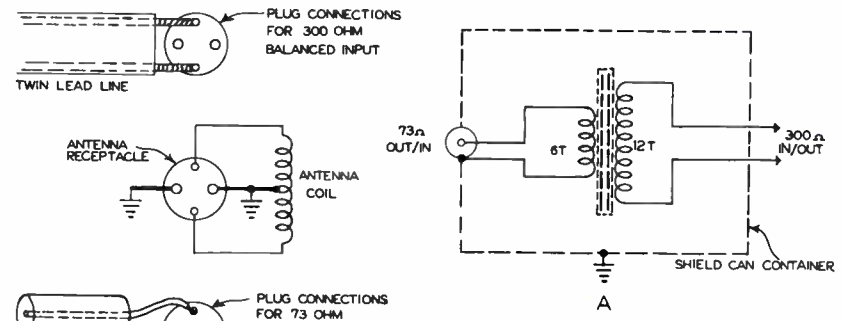 PLUG CONNECTIONS
FOR 300 OHM
BALANCED INPUT
TWIN LEAD LINE
ANTENNA
RECEPTACLE
ANTENNA
COIL
PLUG CONNECTIONS
FOR 73 OHM
73Ω
OUT/IN
6T
12T
300Ω
IN/OUT
SHIELD CAN CONTAINER
A